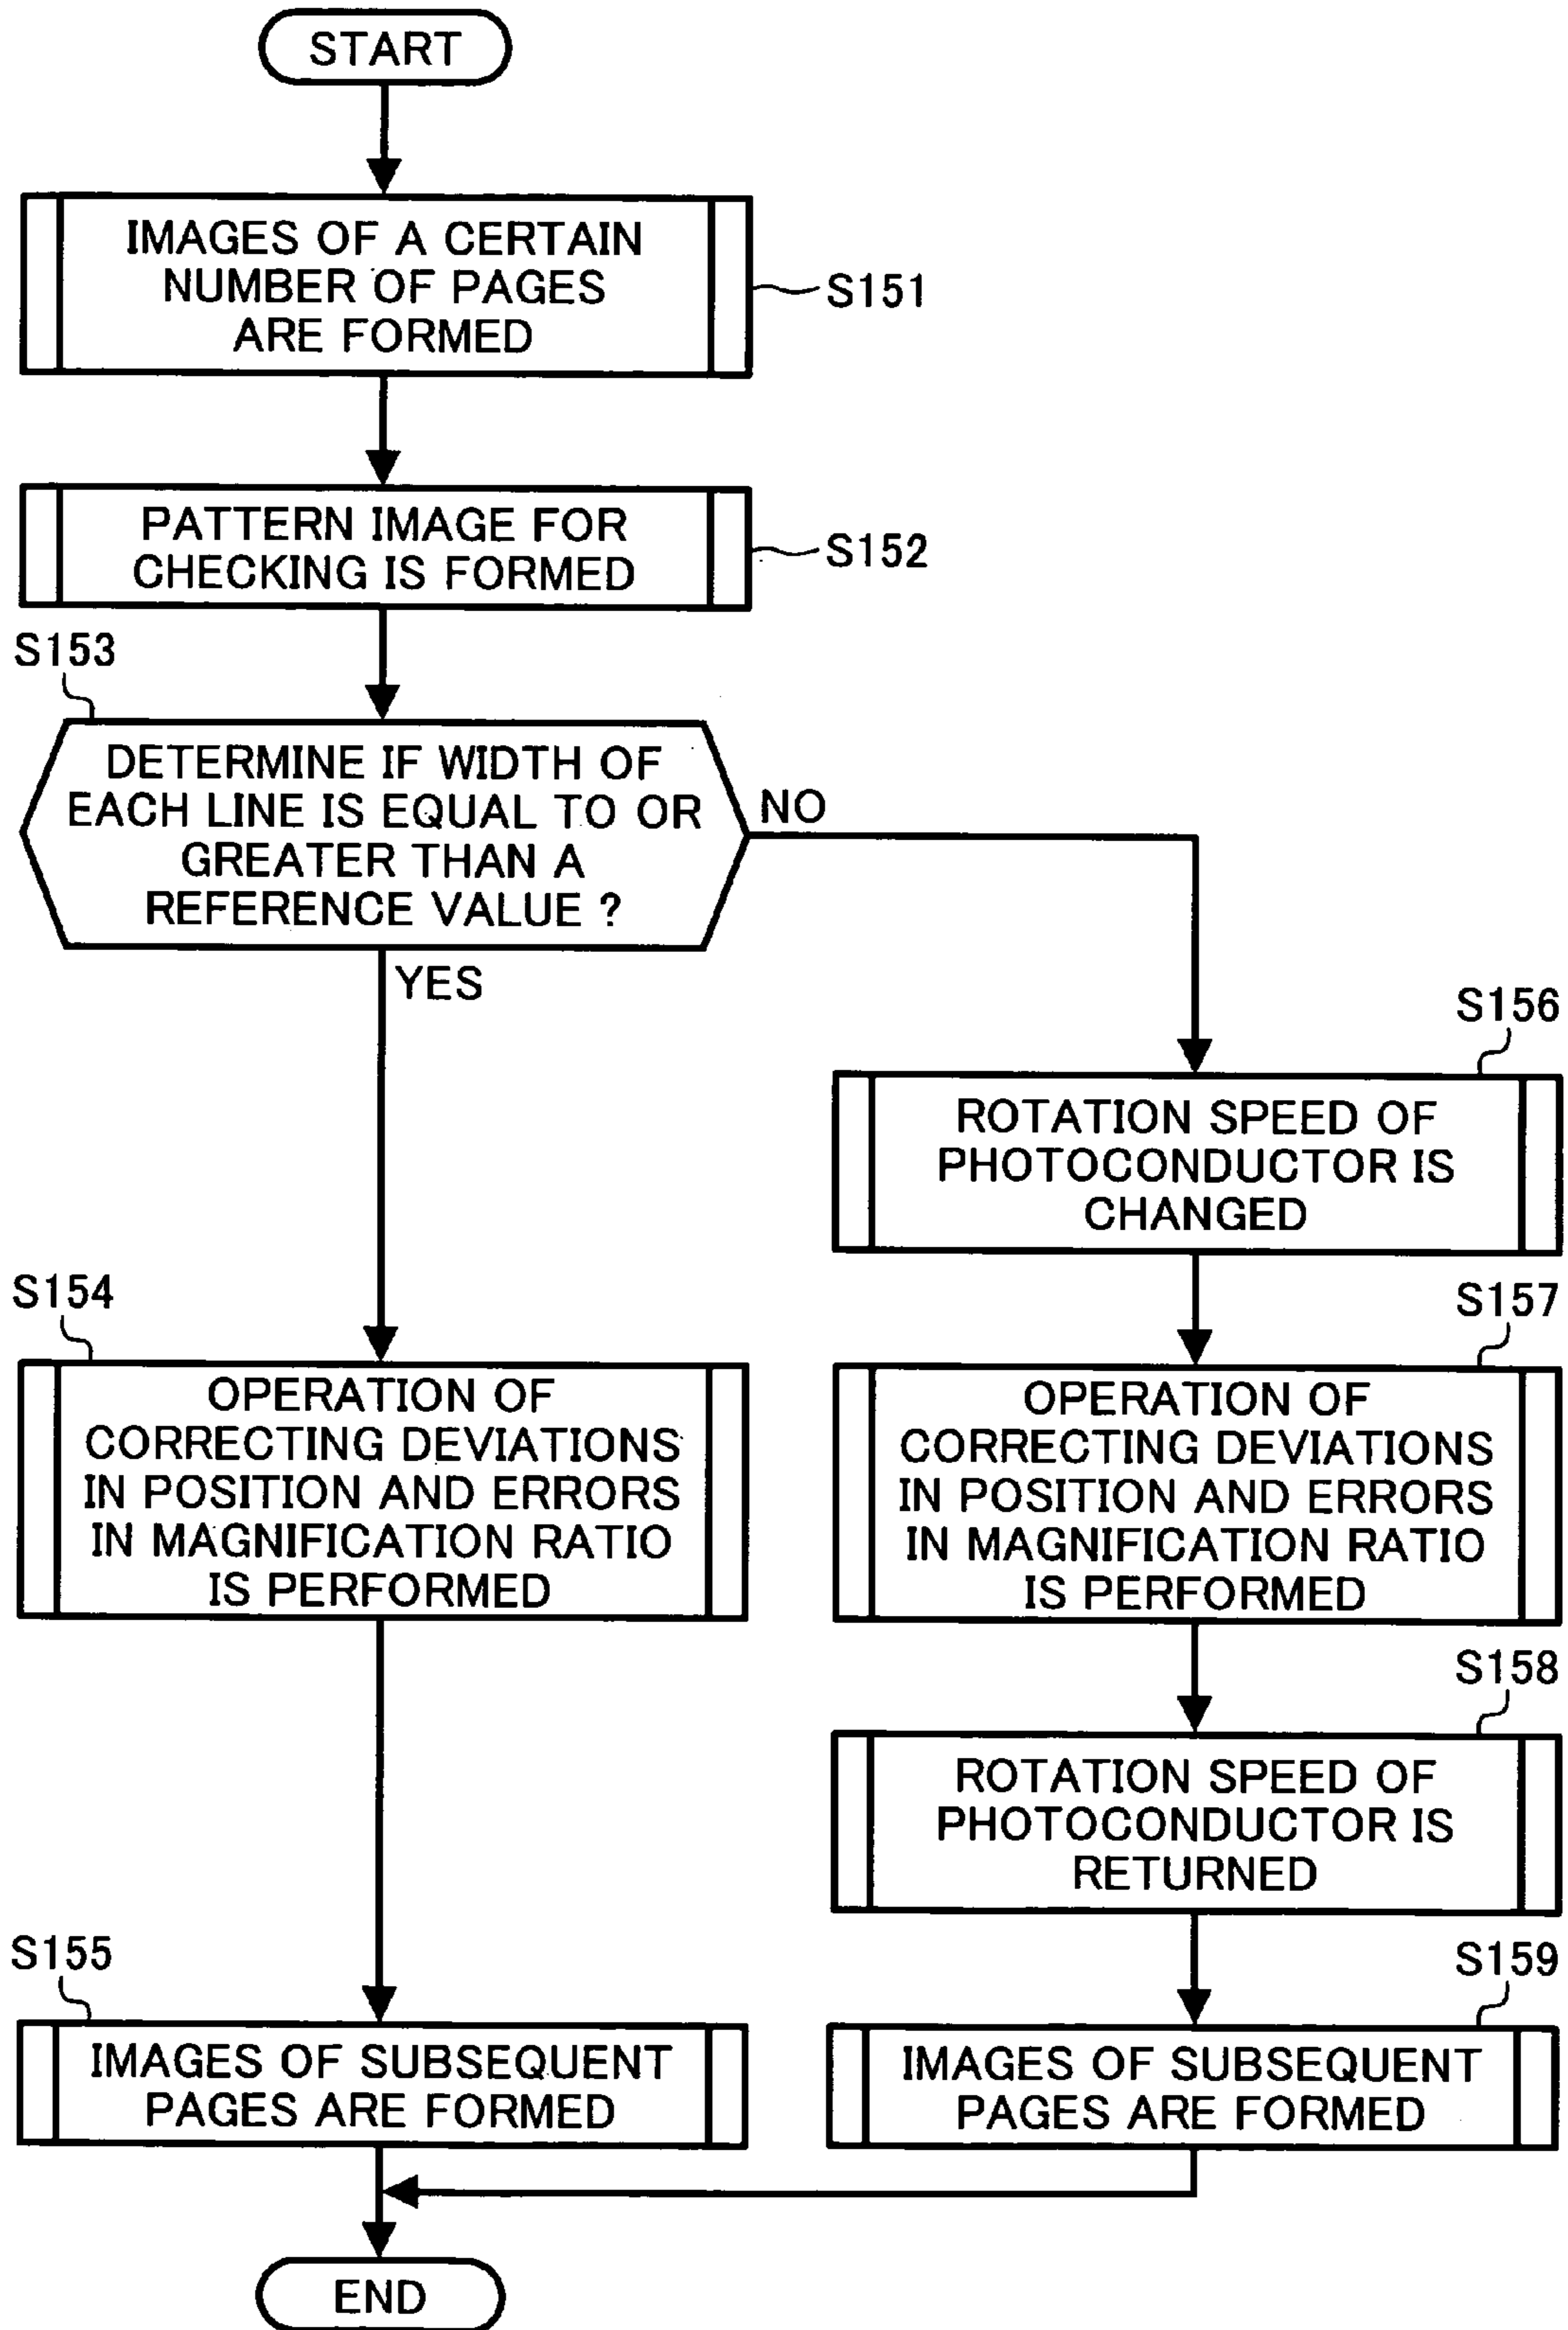 START
IMAGES OF A CERTAIN
NUMBER OF PAGES
ARE FORMED
S151
PATTERN IMAGE FOR
CHECKING IS FORMED
S152
S153
DETERMINE IF WIDTH OF
EACH LINE IS EQUAL TO OR
GREATER THAN A
REFERENCE VALUE ?
NO
YES
S156
ROTATION SPEED OF
PHOTOCONDUCTOR IS
CHANGED
S154
OPERATION OF
CORRECTING DEVIATIONS
IN POSITION AND ERRORS
IN MAGNIFICATION RATIO
IS PERFORMED
S157
OPERATION OF
CORRECTING DEVIATIONS
IN POSITION AND ERRORS
IN MAGNIFICATION RATIO
IS PERFORMED
S158
ROTATION SPEED OF
PHOTOCONDUCTOR IS
RETURNED
S155
IMAGES OF SUBSEQUENT
PAGES ARE FORMED
S159
IMAGES OF SUBSEQUENT
PAGES ARE FORMED
END